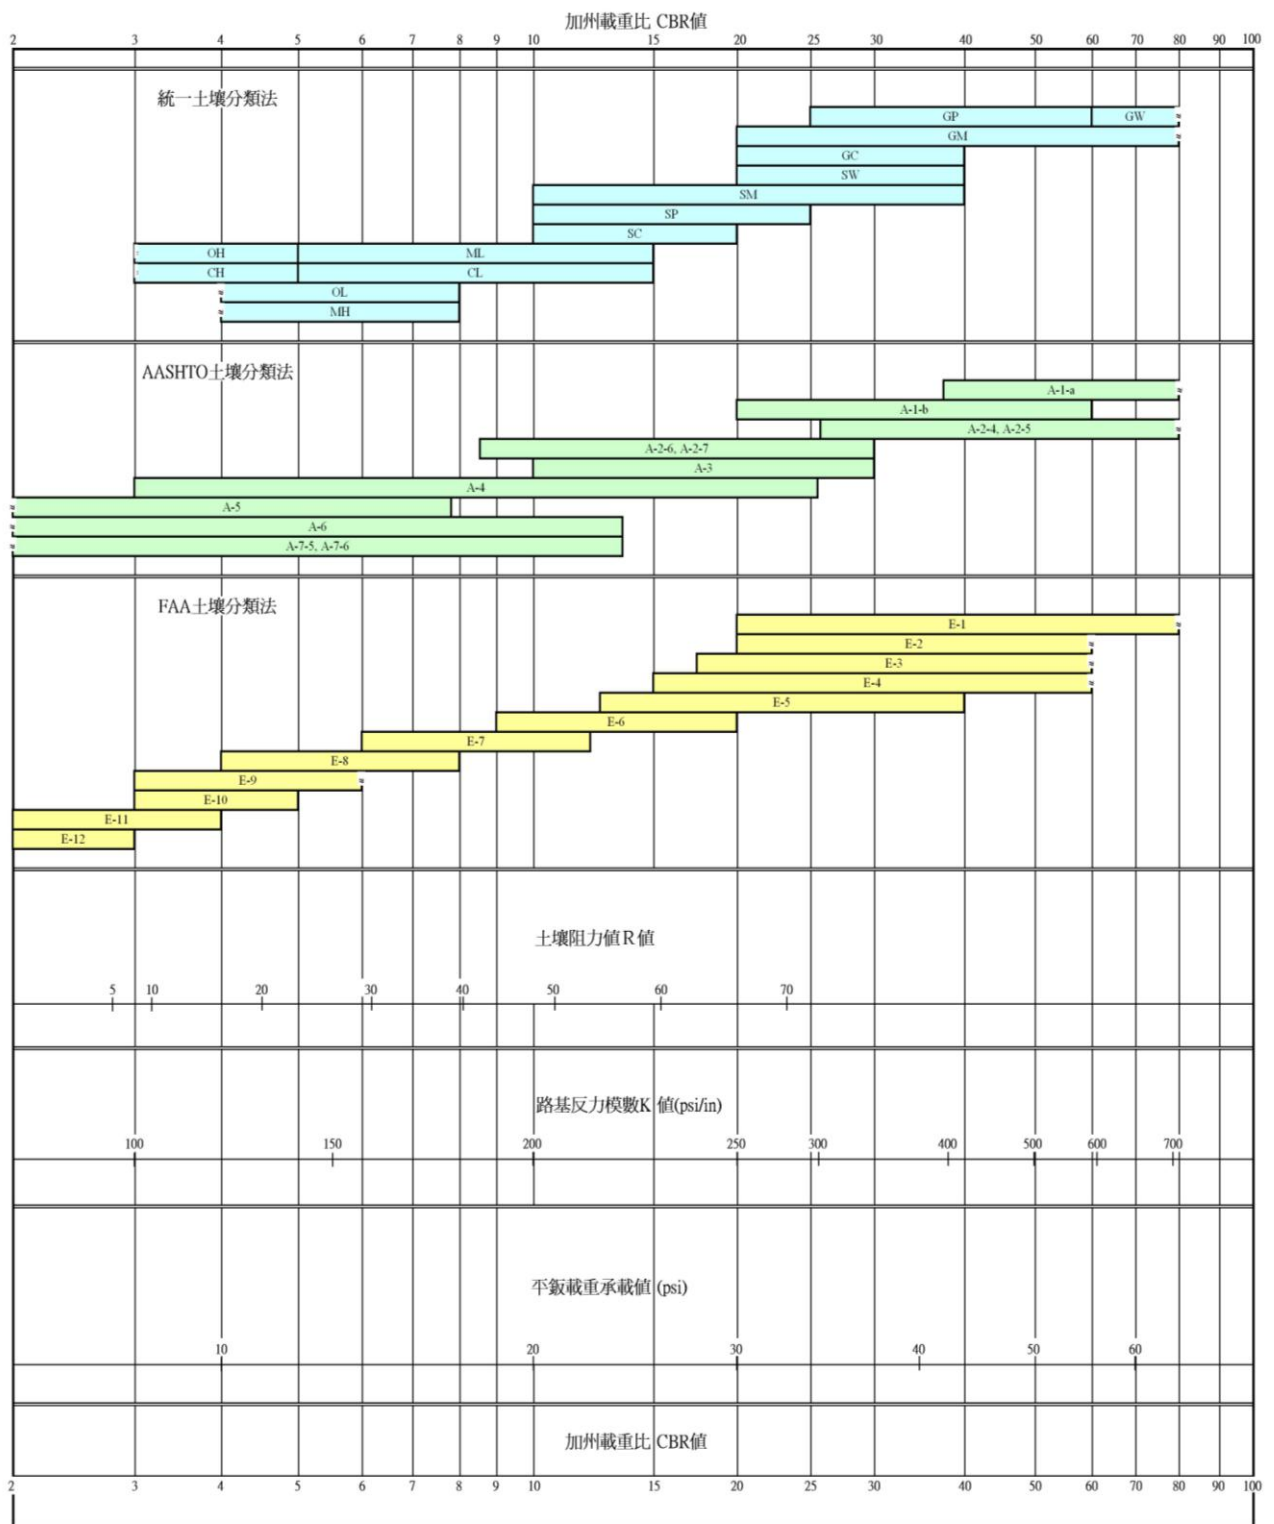 加州載重比 CBR值
2 3 4 5 6 7 8 9 10 15 20 25 30 40 50 60 70 80 90 100
統一土壤分類法
GP GW
GM
GC
SW
SM
SP
SC
OH ML
CH CL
OL
MH
AASHTO土壤分類法
A-1-a
A-1-b
A-2-4, A-2-5
A-2-6, A-2-7
A-3
A-4
A-5
A-6
A-7-5, A-7-6
FAA土壤分類法
E-1
E-2
E-3
E-4
E-5
E-6
E-7
E-8
E-9
E-10
E-11
E-12
土壤阻力值R值
5 10 20 30 40 50 60 70
路基反力模數K 值(psi/in)
100 150 200 250 300 400 500 600 700
平鈑載重承載值 (psi)
10 20 30 40 50 60
加州載重比 CBR值
2 3 4 5 6 7 8 9 10 15 20 25 30 40 50 60 70 80 90 100